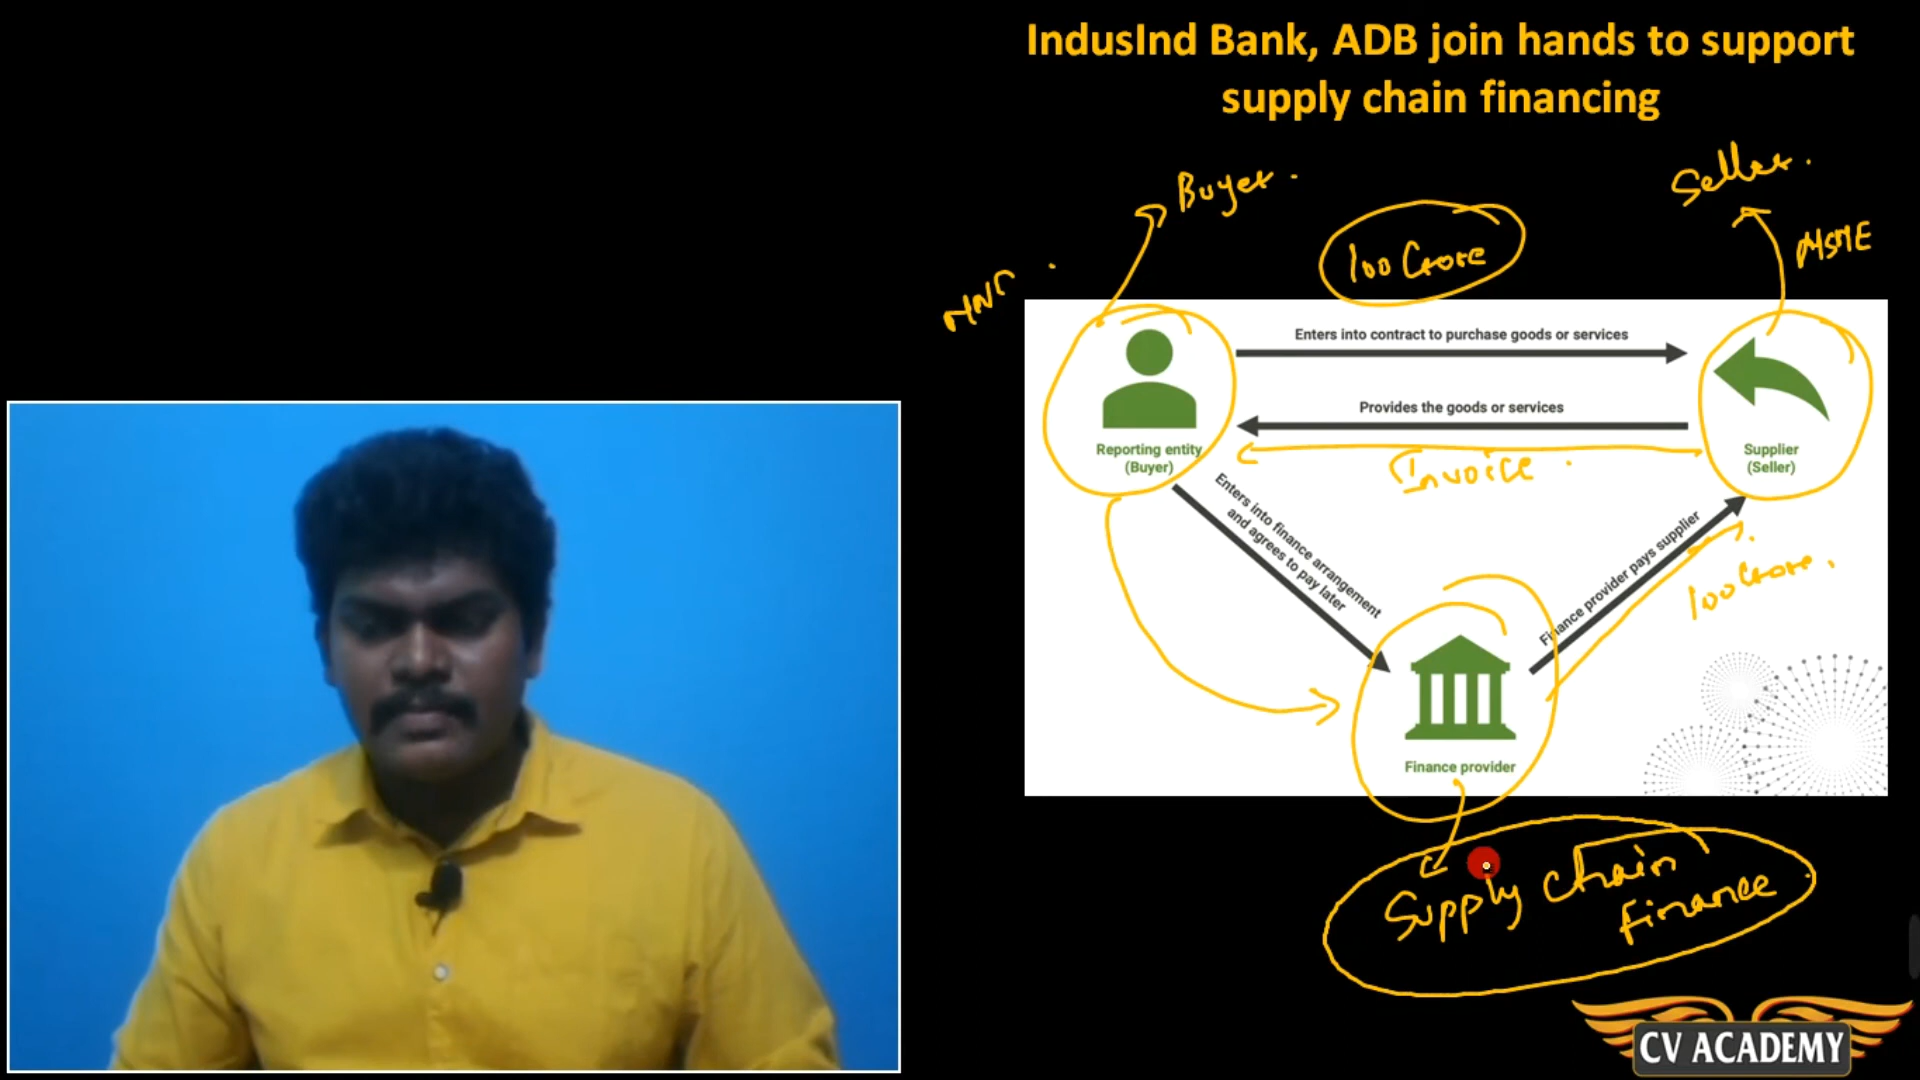 IndusInd Bank, ADB join hands to support
supply chain financing
Buyer.
Seller.
100 Crore
MSME
MNC
Enters into contract to purchase goods or services
Provides the goods or services
Reporting entity
(Buyer)
Supplier
(Seller)
Invoice
Enters into finance arrangement
and agrees to pay later
Finance provider pays supplier
100 Crore.
Finance provider
Supply chain
Finance
CV ACADEMY